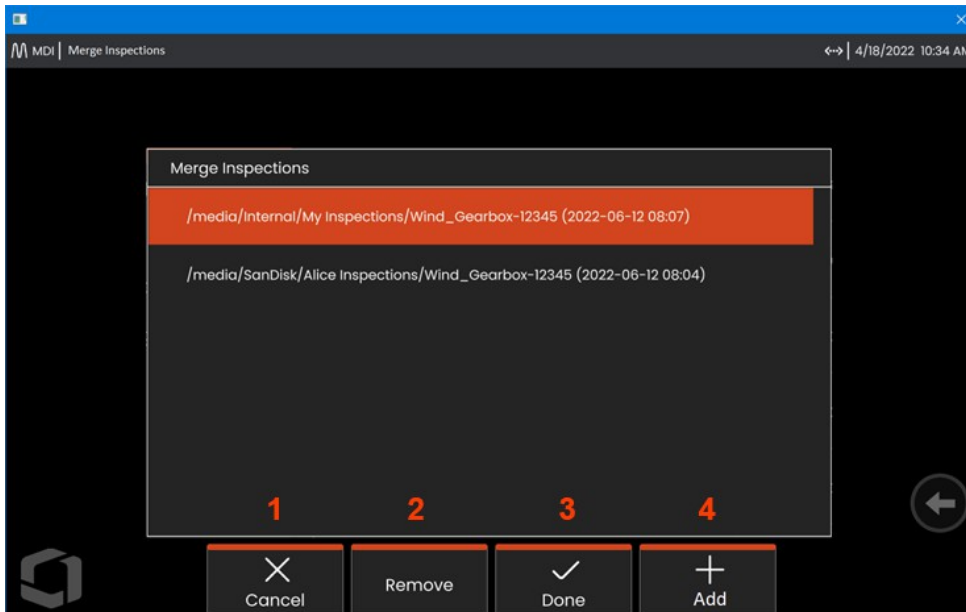 MDI | Merge Inspections
4/18/2022 10:34 AM
Merge Inspections
/media/Internal/My Inspections/Wind_Gearbox-12345 (2022-06-12 08:07)
/media/SanDisk/Alice Inspections/Wind_Gearbox-12345 (2022-06-12 08:04)
1 2 3 4
Cancel Remove Done Add